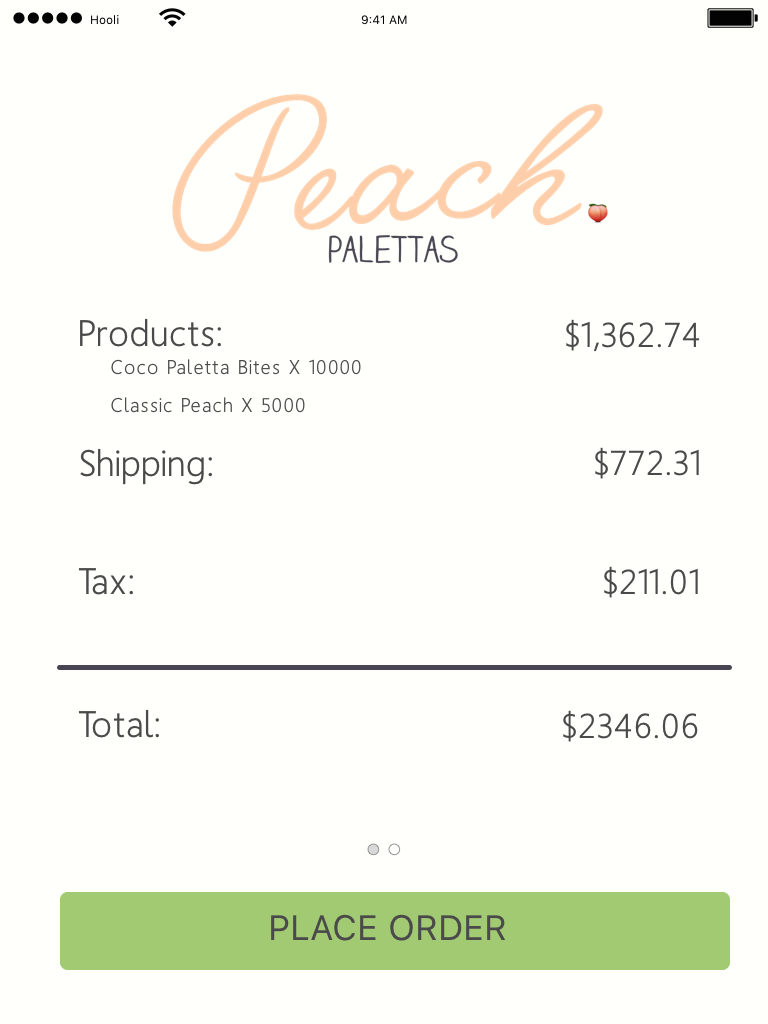 Hooli 9:41 AM
Peach
PALETTAS
Products: $1,362.74
Coco Paletta Bites X 10000
Classic Peach X 5000
Shipping: $772.31
Tax: $211.01
Total: $2346.06
PLACE ORDER